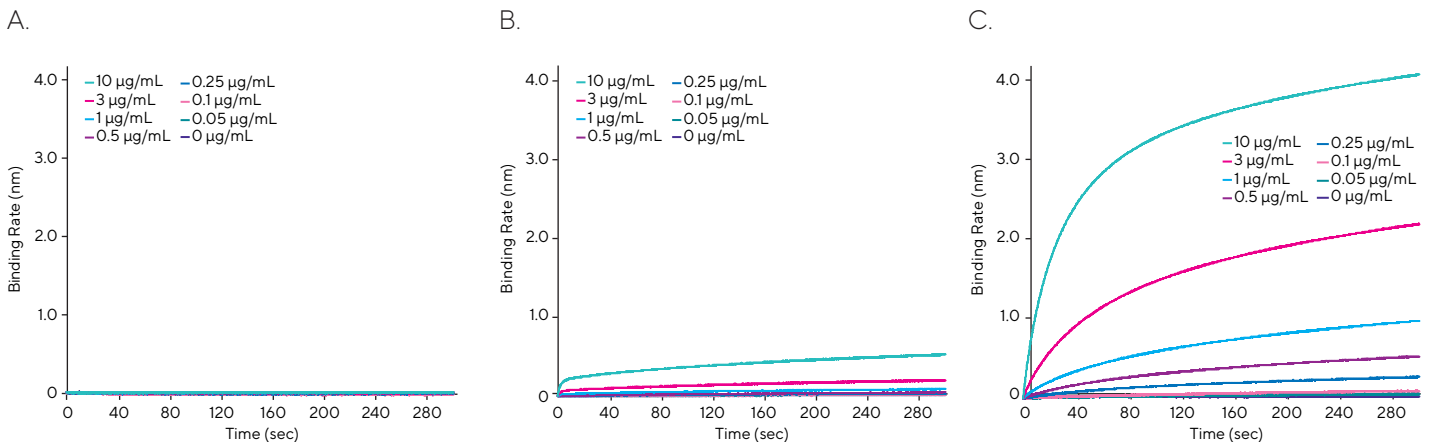 A.
4.0
3.0
2.0
1.0
0
Binding Rate (nm)
10 µg/mL 0.25 µg/mL
3 µg/mL 0.1 µg/mL
1 µg/mL 0.05 µg/mL
0.5 µg/mL 0 µg/mL
0 40 80 120 160 200 240 280
Time (sec)
B.
4.0
3.0
2.0
1.0
0
Binding Rate (nm)
10 µg/mL 0.25 µg/mL
3 µg/mL 0.1 µg/mL
1 µg/mL 0.05 µg/mL
0.5 µg/mL 0 µg/mL
0 40 80 120 160 200 240 280
Time (sec)
C.
4.0
3.0
2.0
1.0
0
Binding Rate (nm)
10 µg/mL 0.25 µg/mL
3 µg/mL 0.1 µg/mL
1 µg/mL 0.05 µg/mL
0.5 µg/mL 0 µg/mL
0 40 80 120 160 200 240 280
Time (sec)